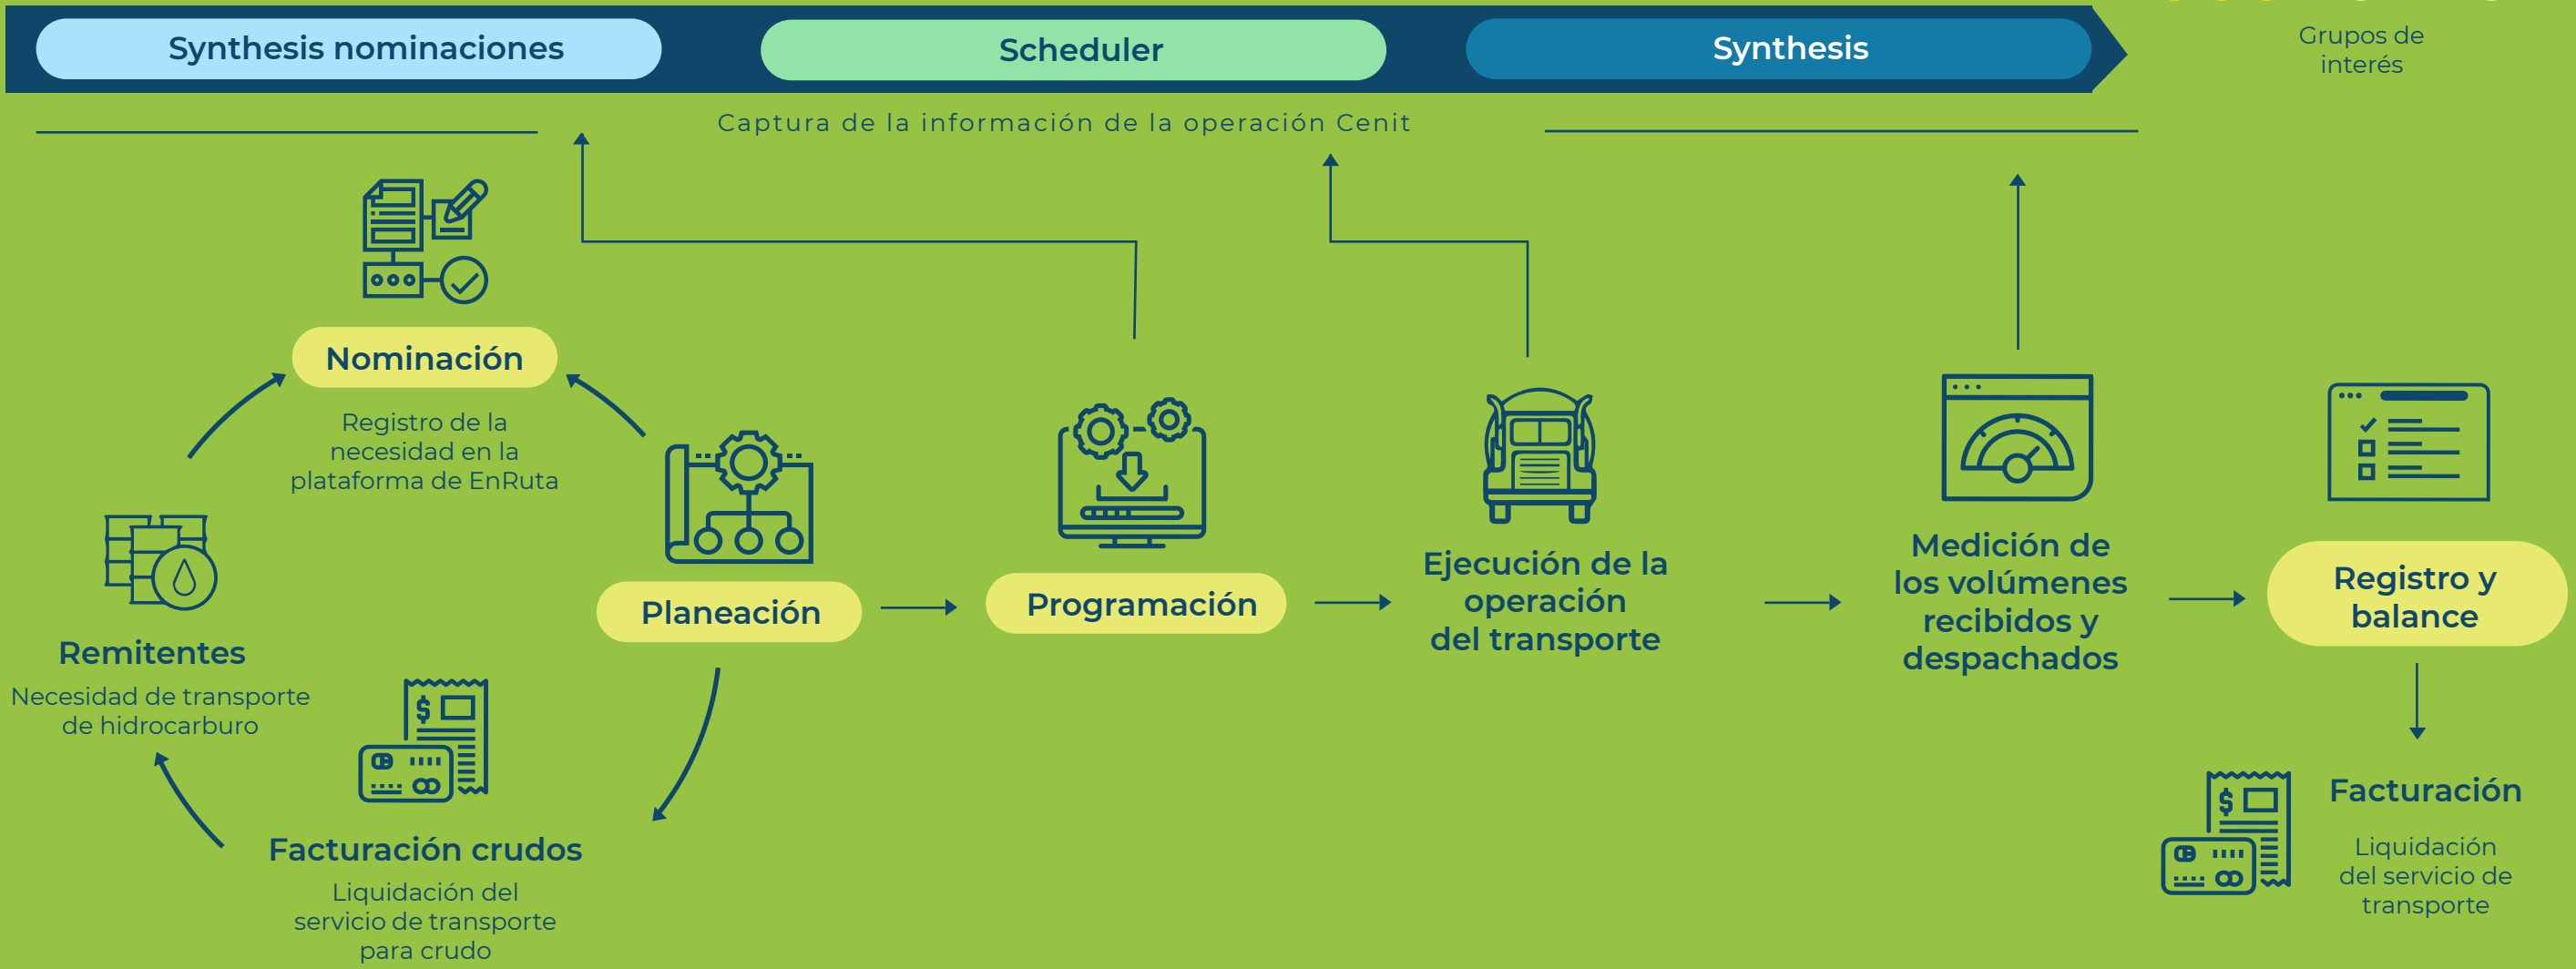 Synthesis nominaciones
Scheduler
Synthesis
Grupos de
interés
Captura de la información de la operación Cenit
Nominación
Registro de la
necesidad en la
plataforma de EnRuta
Remitentes
Necesidad de transporte
de hidrocarburo
$
Facturación crudos
Liquidación del
servicio de transporte
para crudo
Planeación
Programación
Ejecución de la
operación
del transporte
Medición de
los volúmenes
recibidos y
despachados
Registro y
balance
$
Facturación
Liquidación
del servicio de
transporte